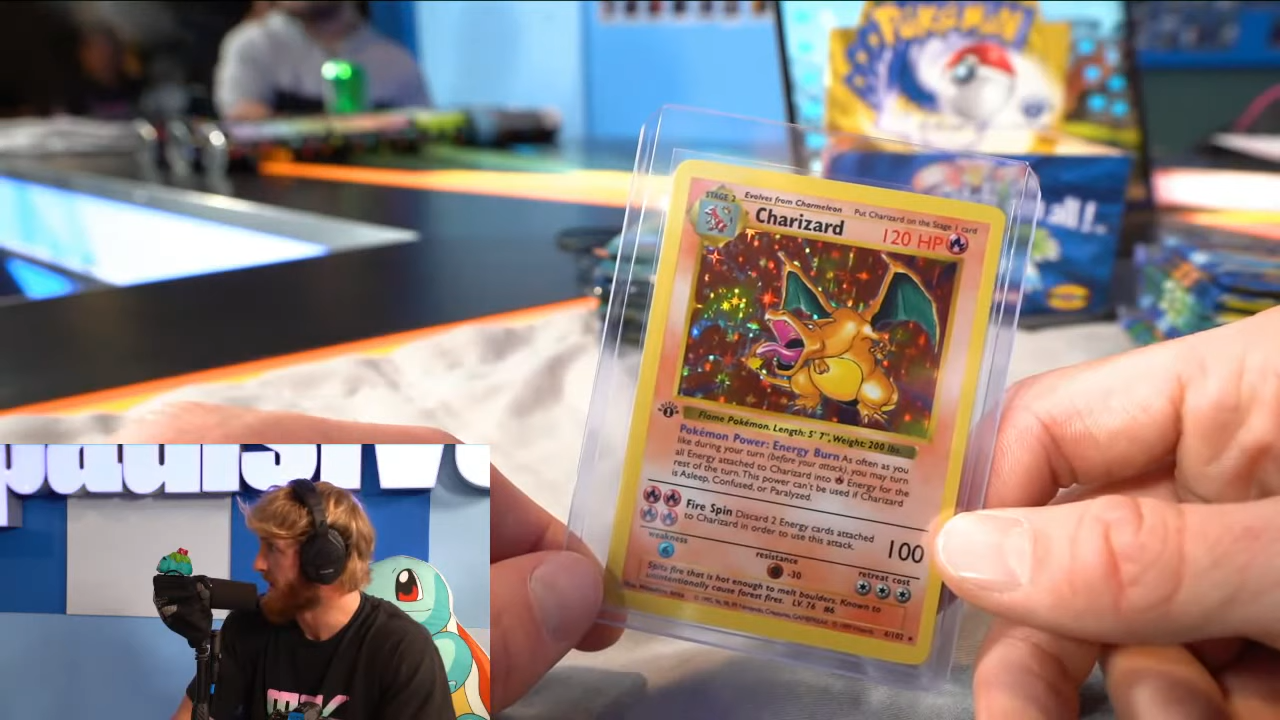 POKÉMON
all!
STAGE 2
Evolves from Charmeleon
Put Charizard on the Stage 1 card
Charizard
120 HP
EDITION
1
Flame Pokémon. Length: 5' 7", Weight: 200 lbs.
Pokémon Power: Energy Burn As often as you
like during your turn (before your attack), you may turn
all Energy attached to Charizard into Energy for the
rest of the turn. This power can't be used if Charizard
is Asleep, Confused, or Paralyzed.
Fire Spin Discard 2 Energy cards attached
to Charizard in order to use this attack.
100
weakness
resistance
-30
retreat cost
Spits fire that is hot enough to melt boulders. Known to
unintentionally cause forest fires. LV. 76 #6
4/102
paulsive